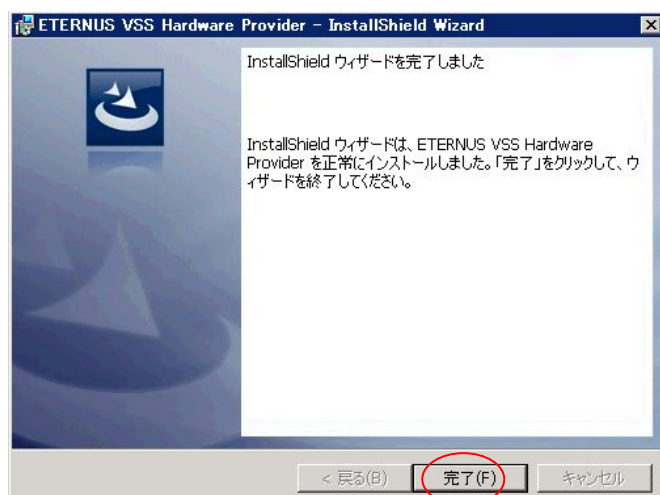 ETERNUS VSS Hardware Provider - InstallShield Wizard
InstallShield ウィザードを完了しました
InstallShield ウィザードは、ETERNUS VSS Hardware
Provider を正常にインストールしました。「完了」をクリックして、ウ
ィザードを終了してください。
< 戻る(B)
完了(F)
キャンセル